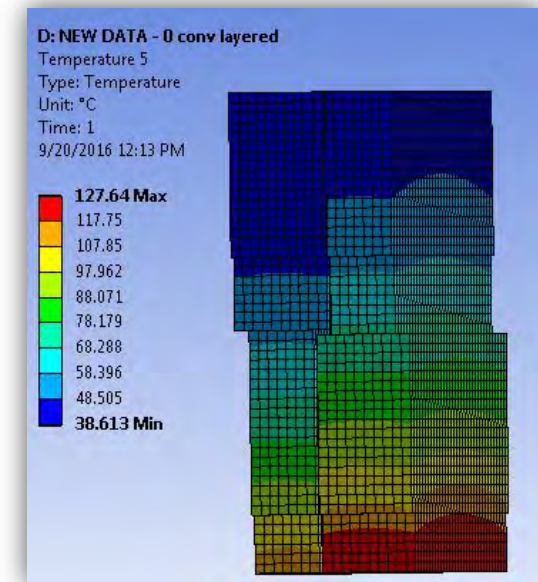 D: NEW DATA - 0 conv layered
Temperature 5
Type: Temperature
Unit: °C
Time: 1
9/20/2016 12:13 PM
127.64 Max
117.75
107.85
97.962
88.071
78.179
68.288
58.396
48.505
38.613 Min